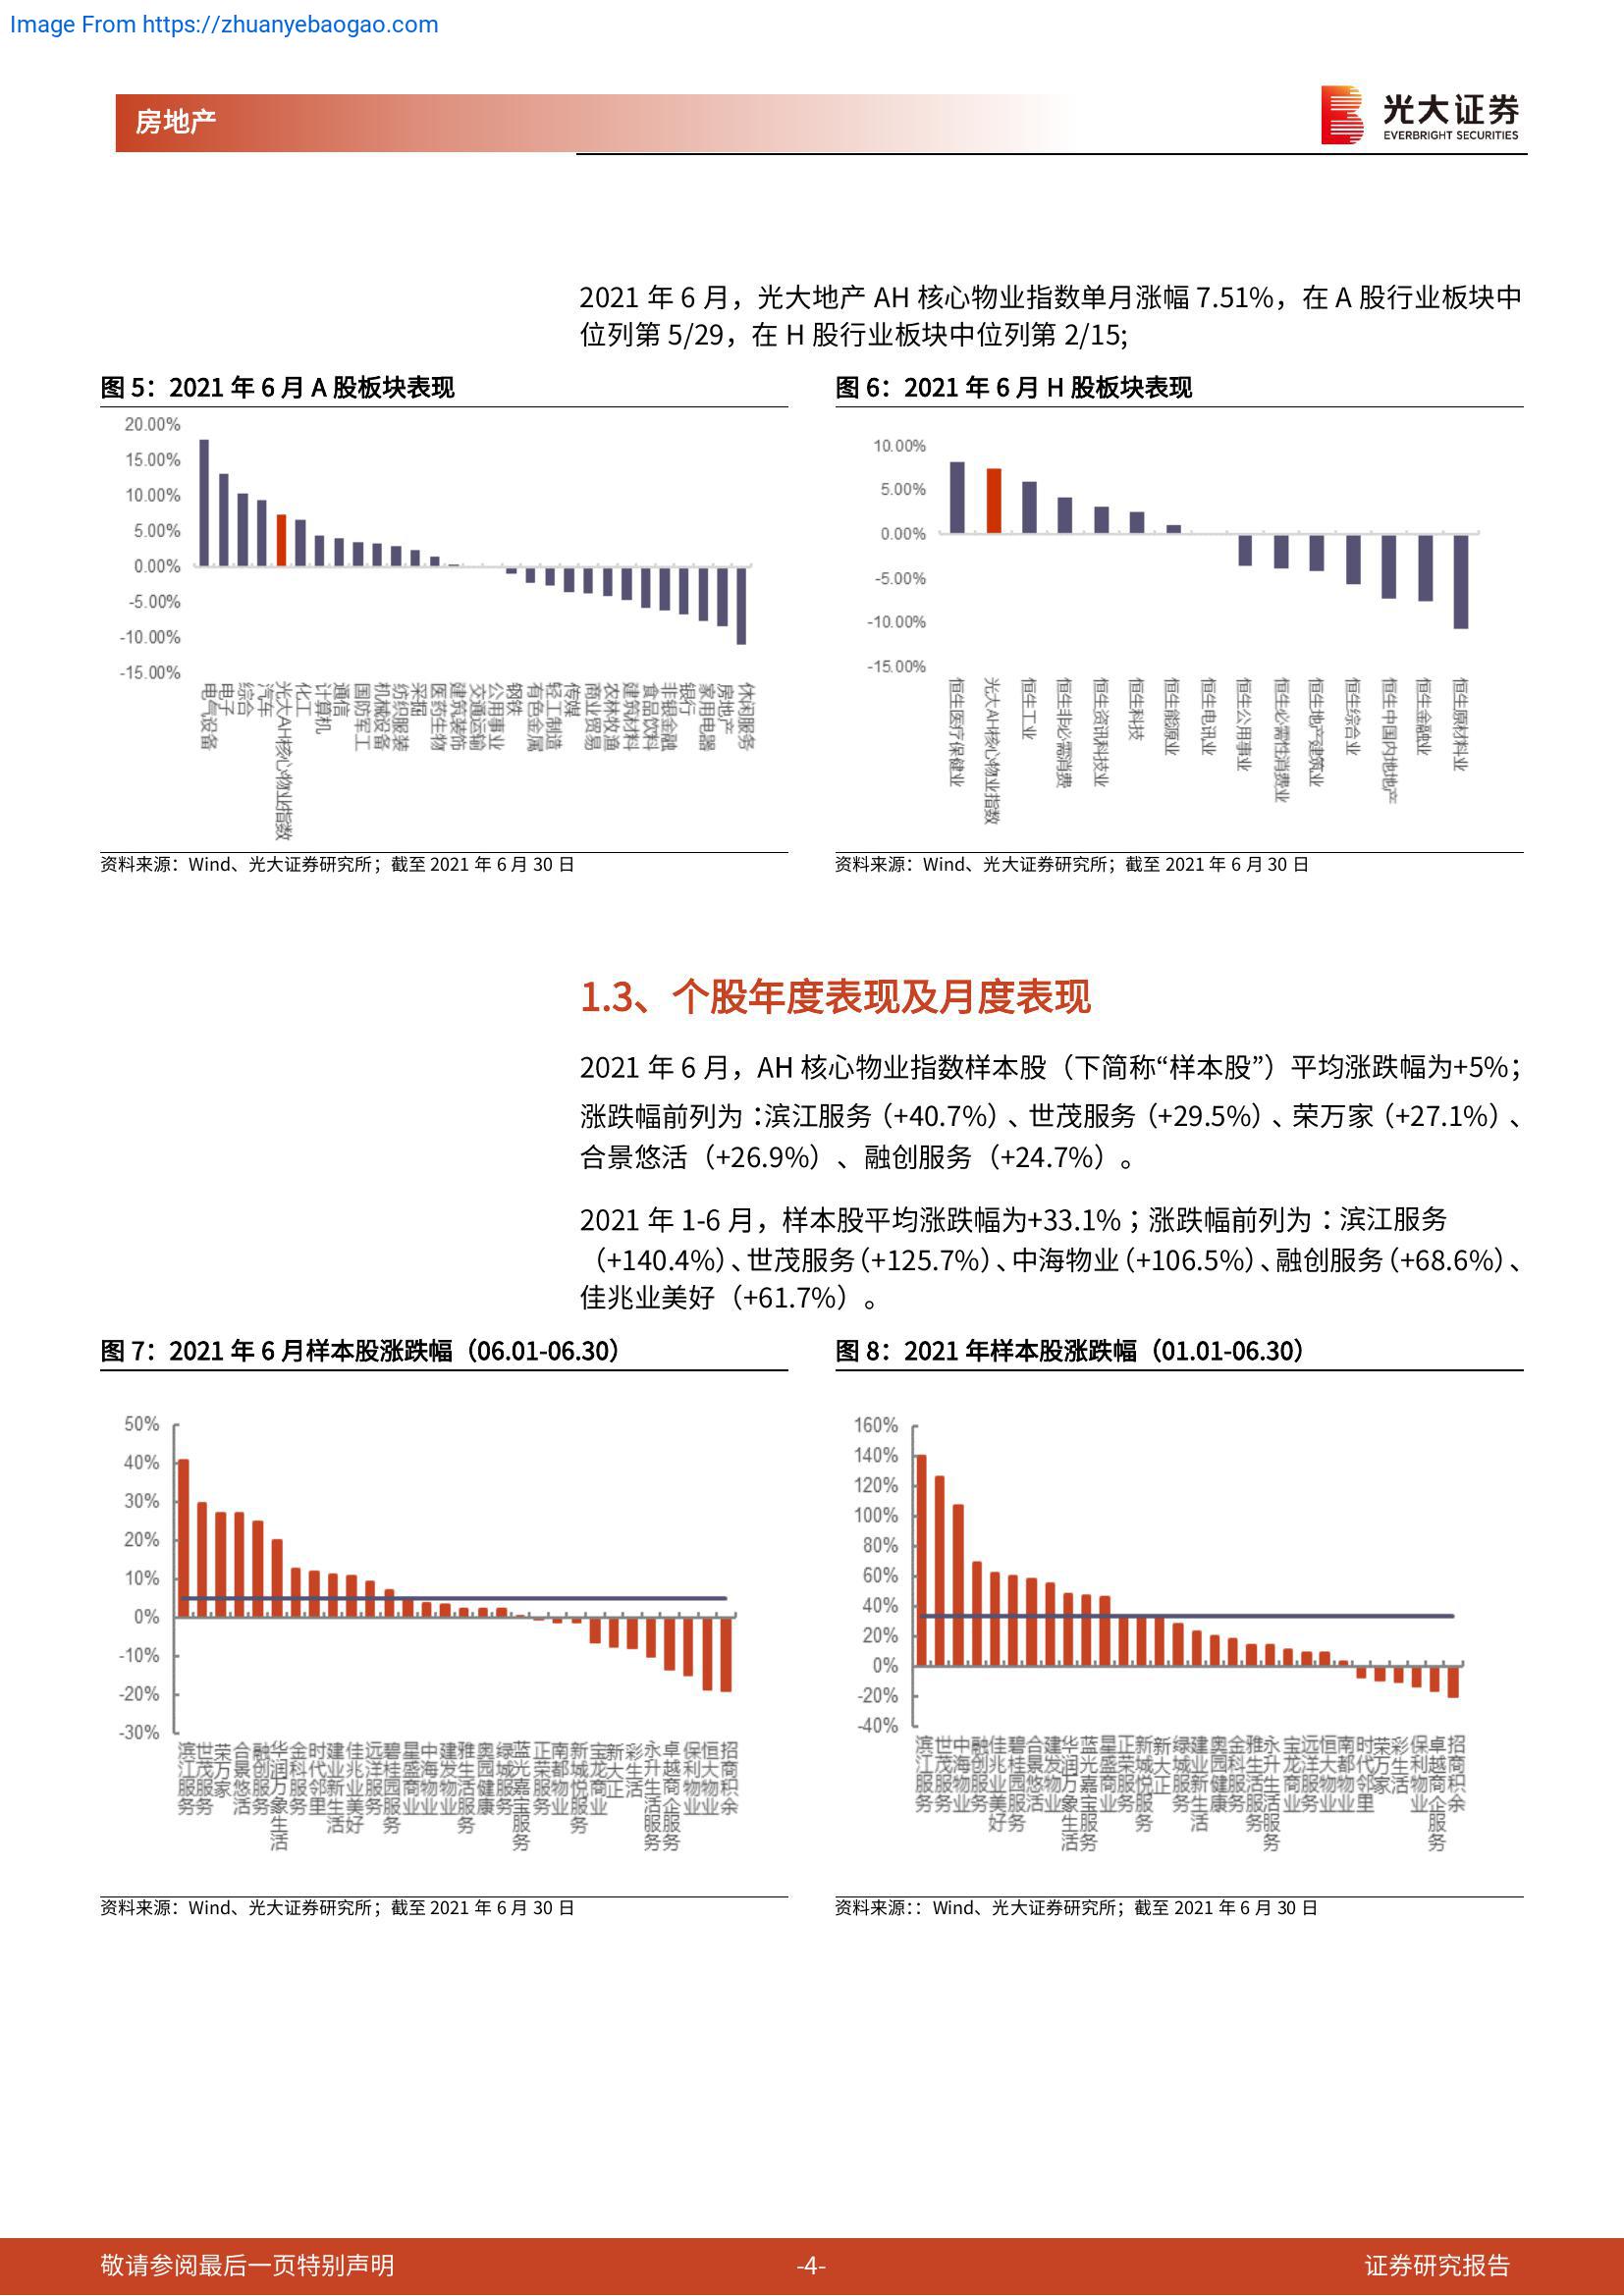 Image From https://zhuanyebaogao.com
房地产
光大证券
EVERBRIGHT SECURITIES
2021 年 6 月，光大地产 AH 核心物业指数单月涨幅 7.51%，在 A 股行业板块中
位列第 5/29，在 H 股行业板块中位列第 2/15;
图 5：2021 年 6 月 A 股板块表现
20.00%
15.00%
10.00%
5.00%
0.00%
-5.00%
-10.00%
-15.00%
电气设备
电子
综合
汽车
光大AH核心物业指数
化工
计算机
通信
国防军工
机械设备
纺织服装
采掘
医药生物
建筑装饰
交通运输
公用事业
钢铁
有色金属
轻工制造
传媒
商业贸易
农林牧渔
建筑材料
食品饮料
非银金融
银行
家用电器
房地产
休闲服务
资料来源：Wind、光大证券研究所；截至 2021 年 6 月 30 日
图 6：2021 年 6 月 H 股板块表现
10.00%
5.00%
0.00%
-5.00%
-10.00%
-15.00%
恒生医疗保健业
光大AH核心物业指数
恒生工业
恒生非必需消费
恒生资讯科技业
恒生科技
恒生能源业
恒生电讯业
恒生公用事业
恒生必需性消费业
恒生地产建筑业
恒生综合业
恒生中国内地地产
恒生金融业
恒生原材料业
资料来源：Wind、光大证券研究所；截至 2021 年 6 月 30 日
1.3、个股年度表现及月度表现
2021 年 6 月，AH 核心物业指数样本股（下简称“样本股”）平均涨跌幅为+5%；
涨跌幅前列为：滨江服务（+40.7%）、世茂服务（+29.5%）、荣万家（+27.1%）、
合景悠活（+26.9%）、融创服务（+24.7%）。
2021 年 1-6 月，样本股平均涨跌幅为+33.1%；涨跌幅前列为：滨江服务
（+140.4%）、世茂服务（+125.7%）、中海物业（+106.5%）、融创服务（+68.6%）、
佳兆业美好（+61.7%）。
图 7：2021 年 6 月样本股涨跌幅（06.01-06.30）
50%
40%
30%
20%
10%
0%
-10%
-20%
-30%
滨江服务
世茂服务
荣万家
合景悠活
融创服务
华润万象生活
金科服务
时代邻里
建业新生活
佳兆业美好
远洋服务
碧桂园服务
星盛商业
中海物业
建发物业
雅生活服务
奥园健康
绿城服务
蓝光嘉宝服务
正荣服务
南都物业
新城悦服务
宝龙商业
新大正
彩生活
永升生活服务
卓越商企服务
保利物业
恒大物业
招商积余
资料来源：Wind、光大证券研究所；截至 2021 年 6 月 30 日
图 8：2021 年样本股涨跌幅（01.01-06.30）
160%
140%
120%
100%
80%
60%
40%
20%
0%
-20%
-40%
滨江服务
世茂服务
中海物业
融创服务
佳兆业美好
碧桂园服务
合景悠活
建发物业
华润万象生活
蓝光嘉宝服务
星盛商业
正荣服务
新城悦服务
新大正
绿城服务
建业新生活
奥园健康
金科服务
雅生活服务
永升生活服务
宝龙商业
远洋服务
恒大物业
南都物业
时代邻里
荣万家
彩生活
保利物业
卓越商企服务
招商积余
资料来源:：Wind、光大证券研究所；截至 2021 年 6 月 30 日
敬请参阅最后一页特别声明
-4-
证券研究报告